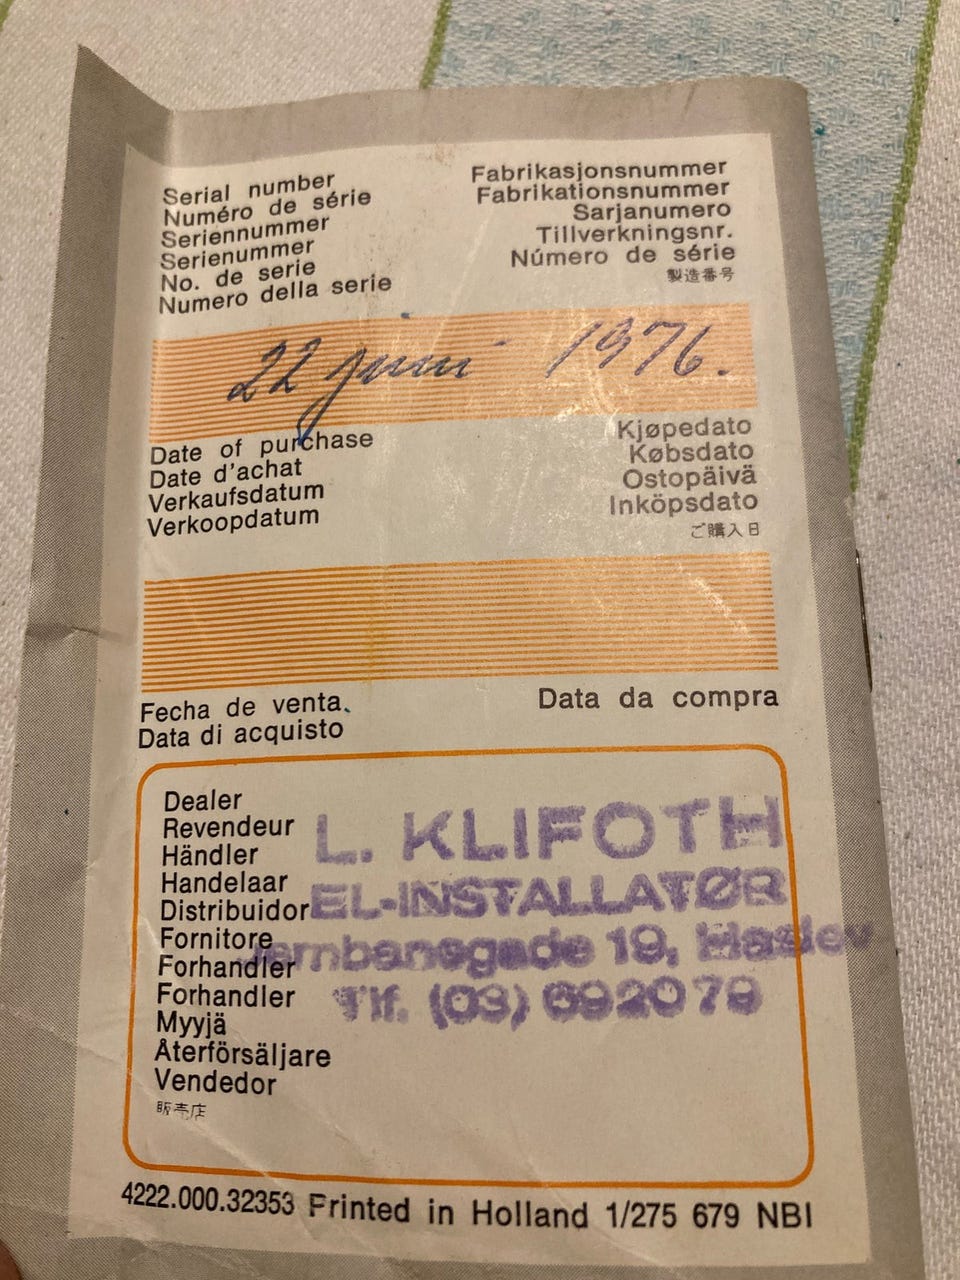 Serial number
Numéro de série
Seriennummer
Serienummer
No. de serie
Numero della serie
Fabrikasjonsnummer
Fabrikationsnummer
Sarjanumero
Tillverkningsnr.
Número de série
製造番号
22 juni 1976.
Date of purchase
Date d'achat
Verkaufsdatum
Verkoopdatum
Kjøpedato
Købsdato
Ostopäivä
Inköpsdato
ご購入日
Fecha de venta
Data di acquisto
Data da compra
Dealer
Revendeur
Händler
Handelaar
Distribuidor
Fornitore
Forhandler
Forhandler
Myyjä
Återförsäljare
Vendedor
販売店
L. KLIFOTH
EL-INSTALLATØR
Jernbanegade 19, Haslev
Tlf. (03) 692079
4222.000.32353 Printed in Holland 1/275 679 NBI